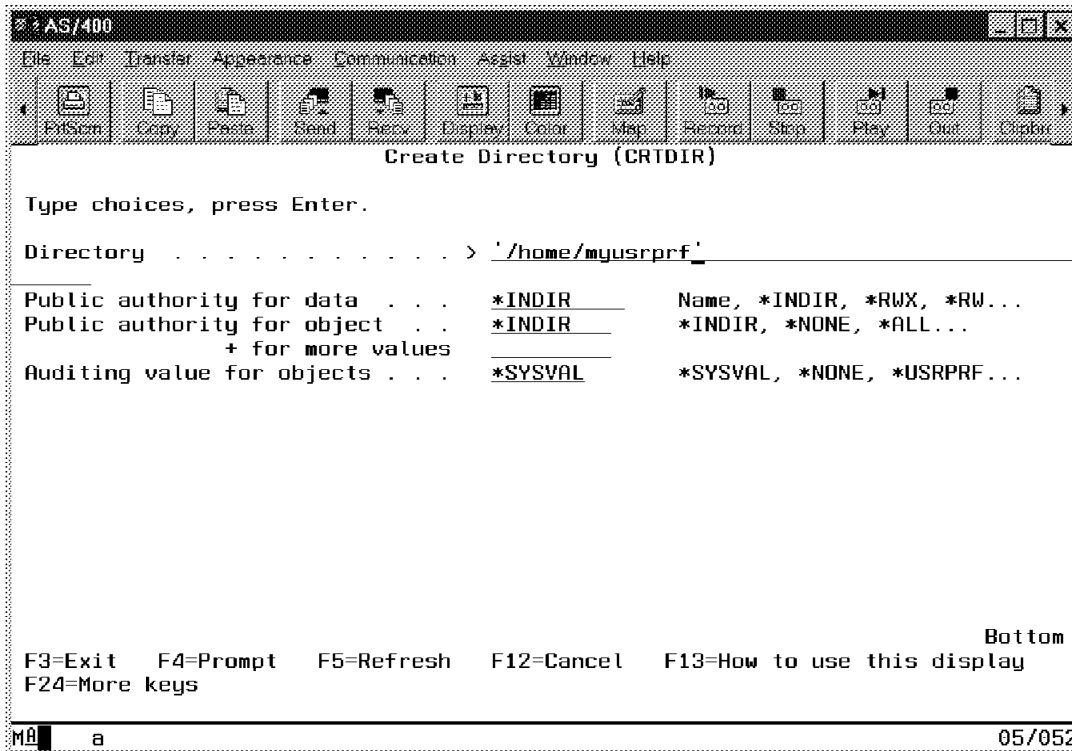 AS/400
File Edit Transfer Appearance Communication Assist Window Help
PrtScrn Copy Paste Send Recv Display Color Map Record Stop Play Quit
Create Directory (CRTDIR)
Type choices, press Enter.
Directory . . . . . . . . . . . . > '/home/myusrprf'
Public authority for data . . . *INDIR Name, *INDIR, *RWX, *RW...
Public authority for object . . *INDIR *INDIR, *NONE, *ALL...
+ for more values
Auditing value for objects . . . *SYSVAL *SYSVAL, *NONE, *USRPRF...
Bottom
F3=Exit F4=Prompt F5=Refresh F12=Cancel F13=How to use this display
F24=More keys
MA a 05/052